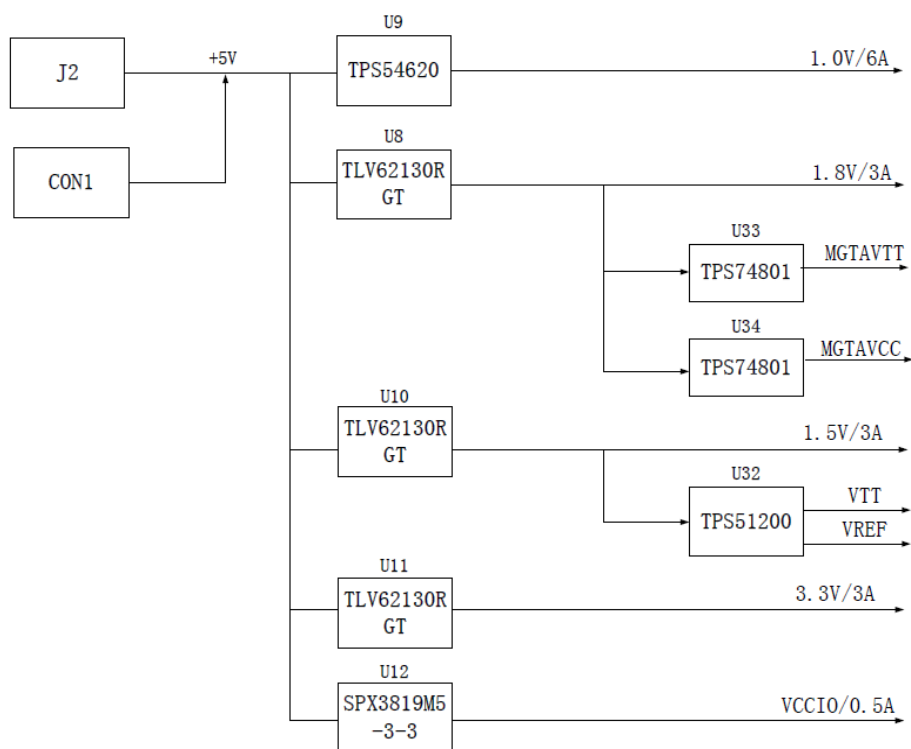 U9
J2
+5V
TPS54620
1.0V/6A
U8
CON1
TLV62130R
GT
1.8V/3A
U33
TPS74801
MGTAVTT
U34
TPS74801
MGTAVCC
U10
TLV62130R
GT
1.5V/3A
U32
TPS51200
VTT
VREF
U11
TLV62130R
GT
3.3V/3A
U12
SPX3819M5
-3-3
VCCIO/0.5A